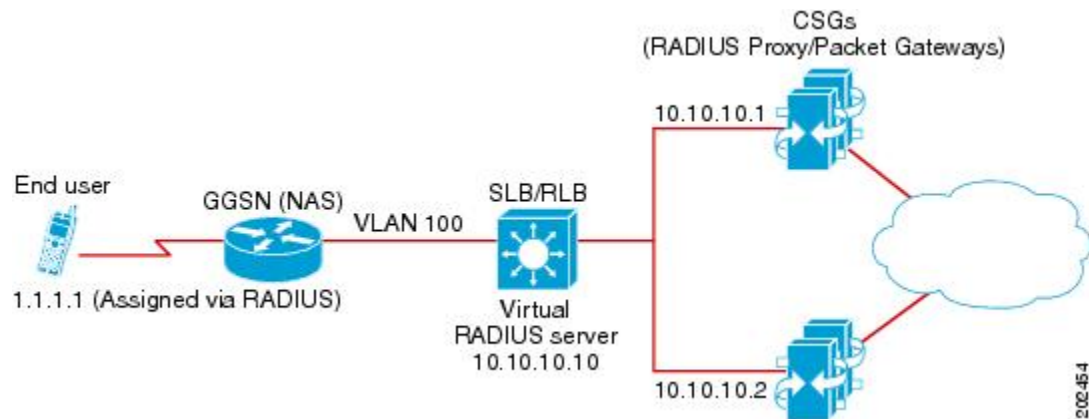 CSGs
(RADIUS Proxy/Packet Gateways)
10.10.10.1
End user
GGSN (NAS)
VLAN 100
SLB/RLB
1.1.1.1 (Assigned via RADIUS)
Virtual
RADIUS server
10.10.10.10
10.10.10.2
202454